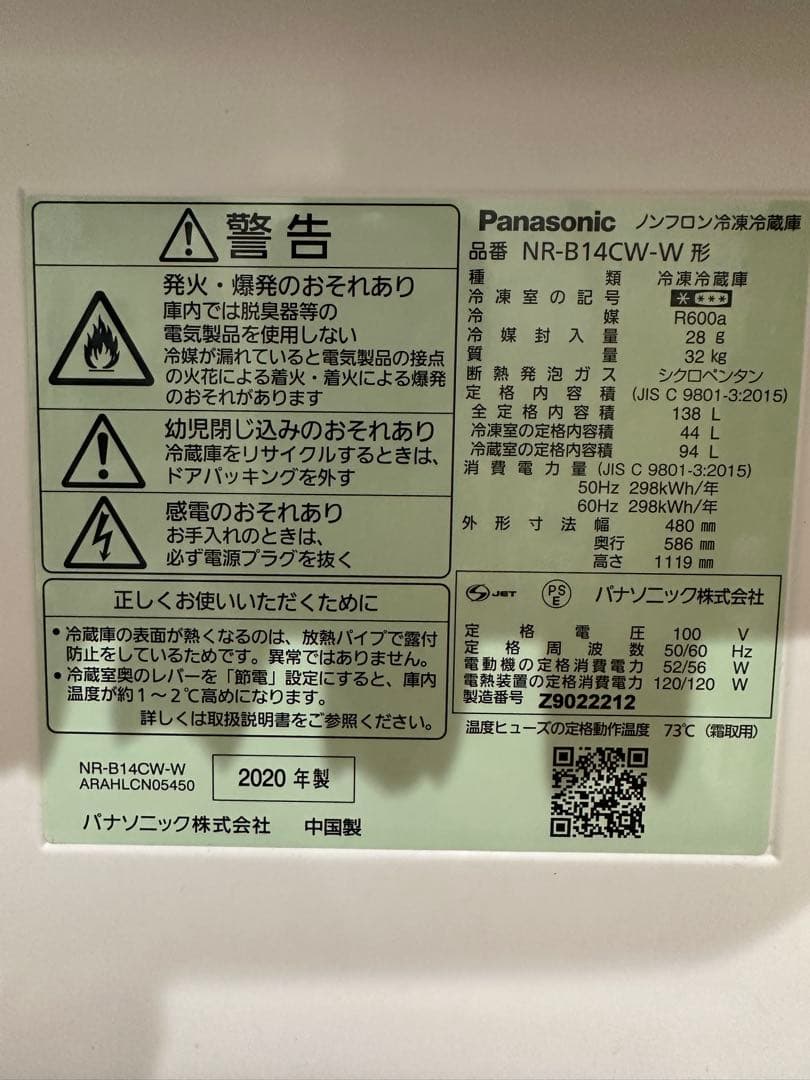 警告
発火・爆発のおそれあり
庫内では脱臭器等の
電気製品を使用しない
冷媒が漏れていると電気製品の接点
の火花による着火・着火による爆発
のおそれがあります
幼児閉じ込みのおそれあり
冷蔵庫をリサイクルするときは、
ドアパッキングを外す
感電のおそれあり
お手入れのときは、
必ず電源プラグを抜く
正しくお使いいただくために
・冷蔵庫の表面が熱くなるのは、放熱パイプで露付
防止をしているためです。異常ではありません。
・冷蔵室奥のレバーを「節電」設定にすると、庫内
温度が約1～2℃高めになります。
詳しくは取扱説明書をご参照ください。
NR-B14CW-W
ARAHLCN05450
2020 年製
パナソニック株式会社 中国製
Panasonic ノンフロン冷凍冷蔵庫
品番 NR-B14CW-W 形
種類 冷凍冷蔵庫
冷凍室の記号 * ***
冷媒 R600a
冷媒封入量 28 g
質量 32 kg
断熱発泡ガス シクロペンタン
定格内容積 (JIS C 9801-3:2015)
全定格内容積 138 L
冷凍室の定格内容積 44 L
冷蔵室の定格内容積 94 L
消費電力量 (JIS C 9801-3:2015)
50Hz 298kWh/年
60Hz 298kWh/年
外形寸法 幅 480 mm
奥行 586 mm
高さ 1119 mm
JET PS E パナソニック株式会社
定格電圧 100 V
定格周波数 50/60 Hz
電動機の定格消費電力 52/56 W
電熱装置の定格消費電力 120/120 W
製造番号 Z9022212
温度ヒューズの定格動作温度 73℃ (霜取用)